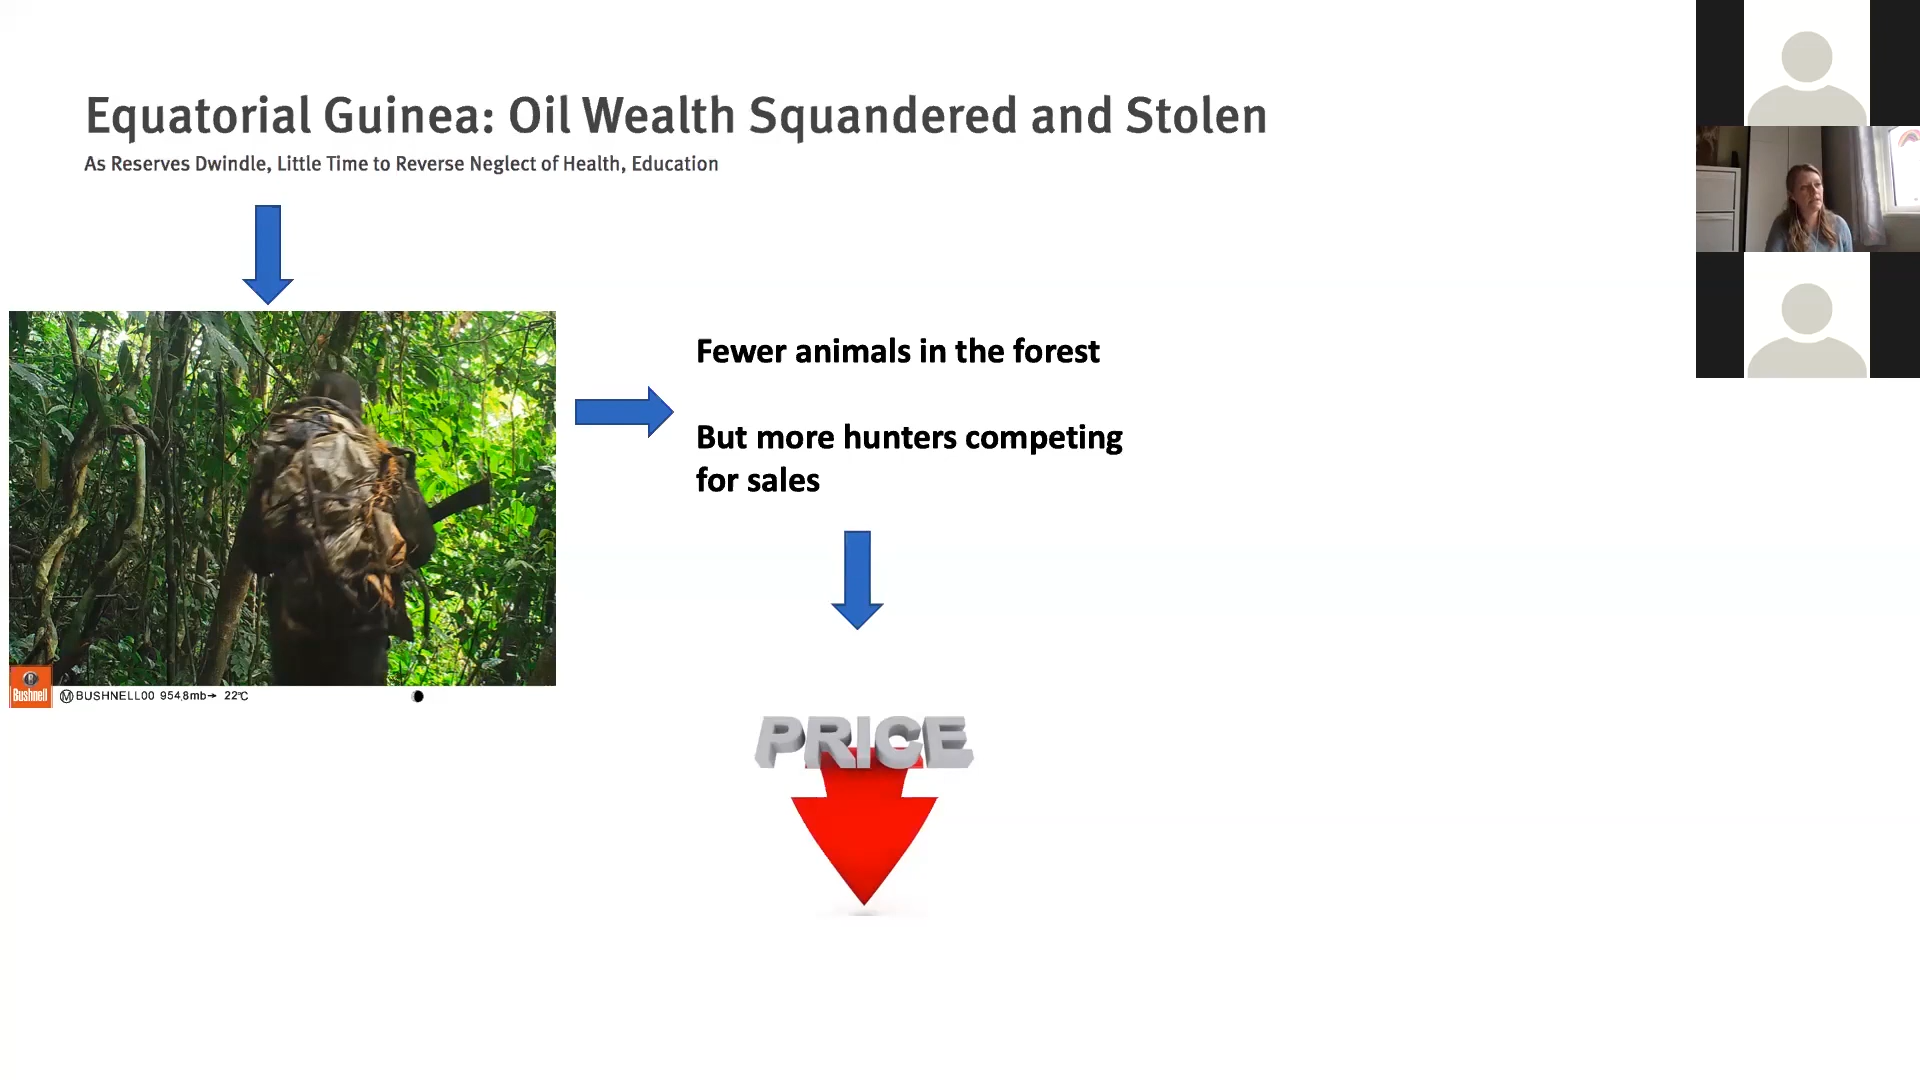 Equatorial Guinea: Oil Wealth Squandered and Stolen
As Reserves Dwindle, Little Time to Reverse Neglect of Health, Education
Fewer animals in the forest
But more hunters competing
for sales
Bushnell
M BUSHNELL00 954.8mb→ 22°C
PRICE